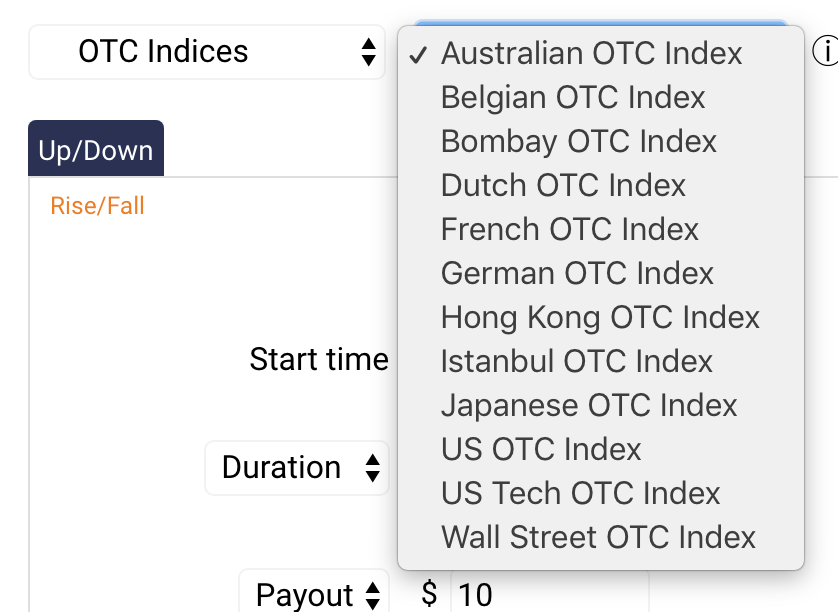 OTC Indices
✓ Australian OTC Index
Belgian OTC Index
Bombay OTC Index
Dutch OTC Index
French OTC Index
German OTC Index
Hong Kong OTC Index
Istanbul OTC Index
Japanese OTC Index
US OTC Index
US Tech OTC Index
Wall Street OTC Index
Up/Down
Rise/Fall
Start time
Duration
Payout
$ 10